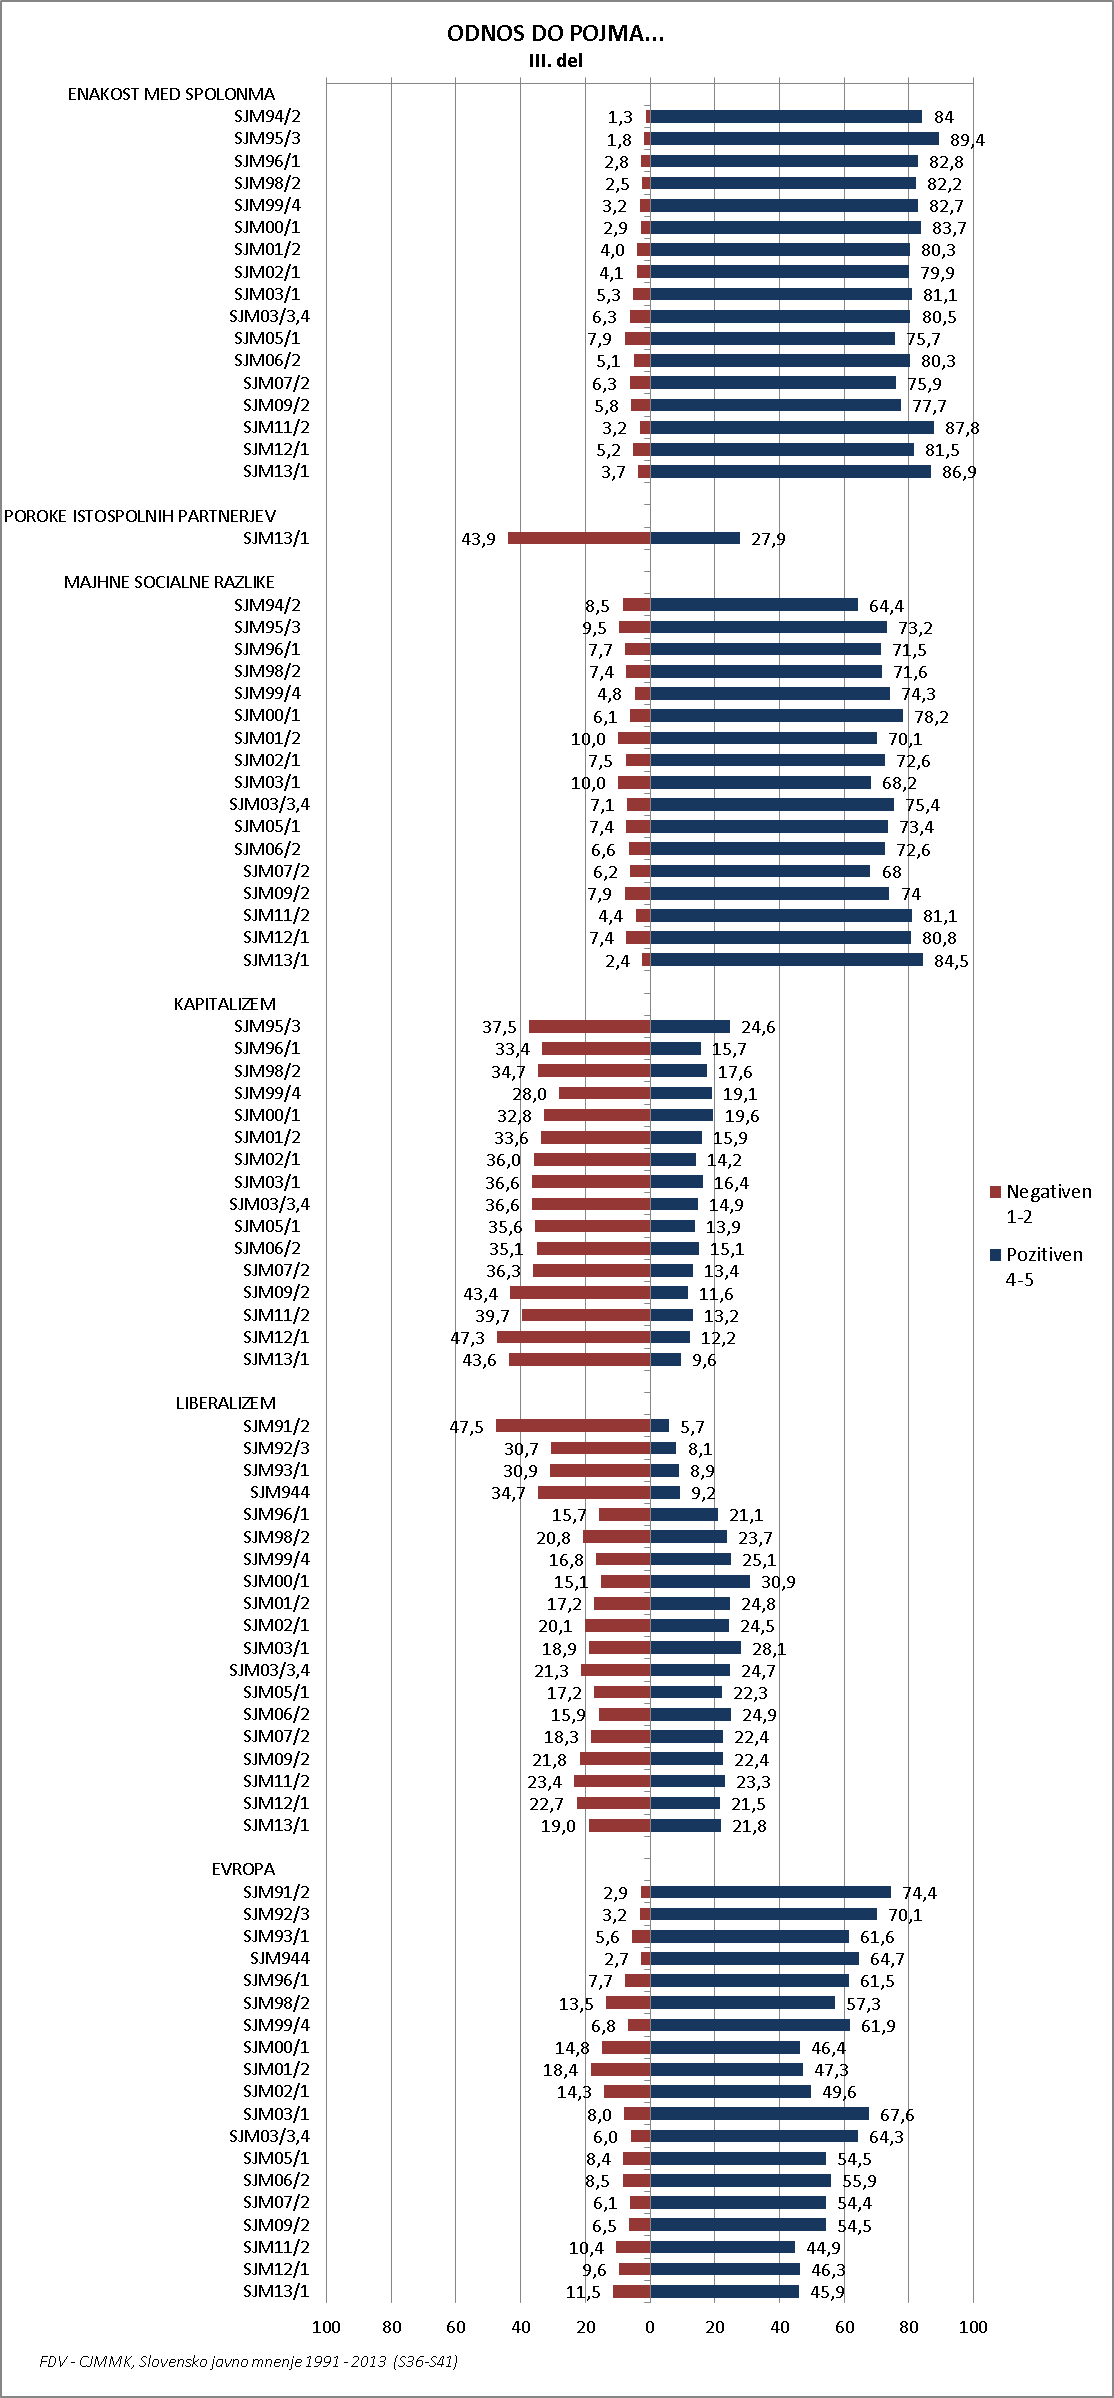 ODNOS DO POJMA...
III. del
ENAKOST MED SPOLONMA
SJM94/2 1,3 84
SJM95/3 1,8 89,4
SJM96/1 2,8 82,8
SJM98/2 2,5 82,2
SJM99/4 3,2 82,7
SJM00/1 2,9 83,7
SJM01/2 4,0 80,3
SJM02/1 4,1 79,9
SJM03/1 5,3 81,1
SJM03/3,4 6,3 80,5
SJM05/1 7,9 75,7
SJM06/2 5,1 80,3
SJM07/2 6,3 75,9
SJM09/2 5,8 77,7
SJM11/2 3,2 87,8
SJM12/1 5,2 81,5
SJM13/1 3,7 86,9
POROKE ISTOSPOLNIH PARTNERJEV
SJM13/1 43,9 27,9
MAJHNE SOCIALNE RAZLIKE
SJM94/2 8,5 64,4
SJM95/3 9,5 73,2
SJM96/1 7,7 71,5
SJM98/2 7,4 71,6
SJM99/4 4,8 74,3
SJM00/1 6,1 78,2
SJM01/2 10,0 70,1
SJM02/1 7,5 72,6
SJM03/1 10,0 68,2
SJM03/3,4 7,1 75,4
SJM05/1 7,4 73,4
SJM06/2 6,6 72,6
SJM07/2 6,2 68
SJM09/2 7,9 74
SJM11/2 4,4 81,1
SJM12/1 7,4 80,8
SJM13/1 2,4 84,5
KAPITALIZEM
SJM95/3 37,5 24,6
SJM96/1 33,4 15,7
SJM98/2 34,7 17,6
SJM99/4 28,0 19,1
SJM00/1 32,8 19,6
SJM01/2 33,6 15,9
SJM02/1 36,0 14,2
SJM03/1 36,6 16,4
SJM03/3,4 36,6 14,9
SJM05/1 35,6 13,9
SJM06/2 35,1 15,1
SJM07/2 36,3 13,4
SJM09/2 43,4 11,6
SJM11/2 39,7 13,2
SJM12/1 47,3 12,2
SJM13/1 43,6 9,6
Negativen
1-2
Pozitiven
4-5
LIBERALIZEM
SJM91/2 47,5 5,7
SJM92/3 30,7 8,1
SJM93/1 30,9 8,9
SJM944 34,7 9,2
SJM96/1 15,7 21,1
SJM98/2 20,8 23,7
SJM99/4 16,8 25,1
SJM00/1 15,1 30,9
SJM01/2 17,2 24,8
SJM02/1 20,1 24,5
SJM03/1 18,9 28,1
SJM03/3,4 21,3 24,7
SJM05/1 17,2 22,3
SJM06/2 15,9 24,9
SJM07/2 18,3 22,4
SJM09/2 21,8 22,4
SJM11/2 23,4 23,3
SJM12/1 22,7 21,5
SJM13/1 19,0 21,8
EVROPA
SJM91/2 2,9 74,4
SJM92/3 3,2 70,1
SJM93/1 5,6 61,6
SJM944 2,7 64,7
SJM96/1 7,7 61,5
SJM98/2 13,5 57,3
SJM99/4 6,8 61,9
SJM00/1 14,8 46,4
SJM01/2 18,4 47,3
SJM02/1 14,3 49,6
SJM03/1 8,0 67,6
SJM03/3,4 6,0 64,3
SJM05/1 8,4 54,5
SJM06/2 8,5 55,9
SJM07/2 6,1 54,4
SJM09/2 6,5 54,5
SJM11/2 10,4 44,9
SJM12/1 9,6 46,3
SJM13/1 11,5 45,9
100 80 60 40 20 0 20 40 60 80 100
FDV - CJMMK, Slovensko javno mnenje 1991 - 2013 (S36-S41)